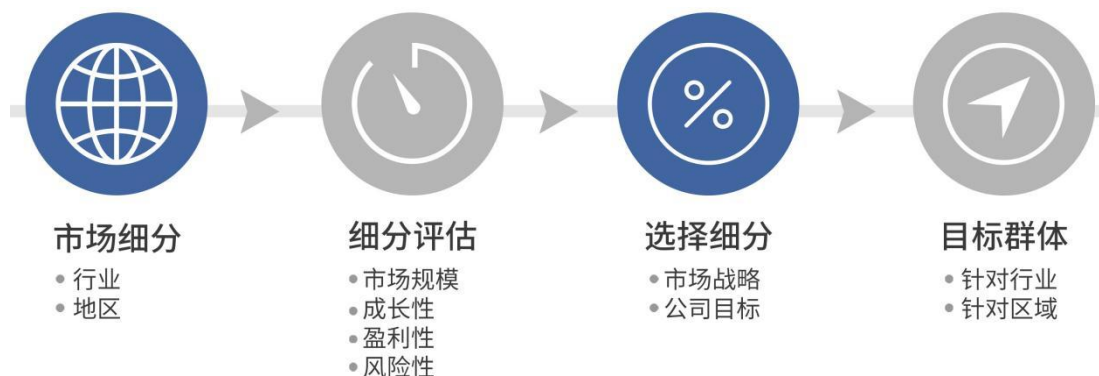 市场细分
• 行业
• 地区
细分评估
• 市场规模
• 成长性
• 盈利性
• 风险性
%
选择细分
• 市场战略
• 公司目标
目标群体
• 针对行业
• 针对区域